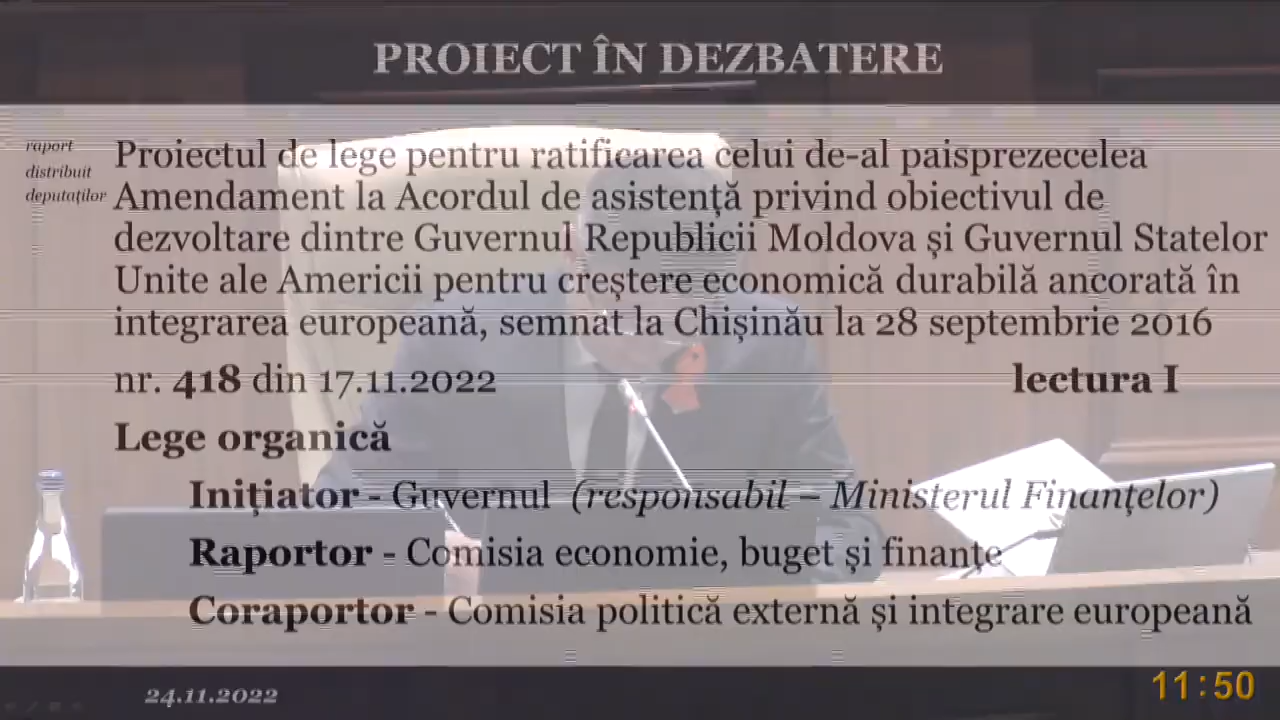 PROIECT ÎN DEZBATERE
raport
distribuit
deputaților
Proiectul de lege pentru ratificarea celui de-al paisprezecelea
Amendament la Acordul de asistență privind obiectivul de
dezvoltare dintre Guvernul Republicii Moldova și Guvernul Statelor
Unite ale Americii pentru creștere economică durabilă ancorată în
integrarea europeană, semnat la Chișinău la 28 septembrie 2016
nr. 418 din 17.11.2022 lectura I
Lege organică
Inițiator - Guvernul (responsabil – Ministerul Finanțelor)
Raportor - Comisia economie, buget și finanțe
Coraportor - Comisia politică externă și integrare europeană
24.11.2022 11:50